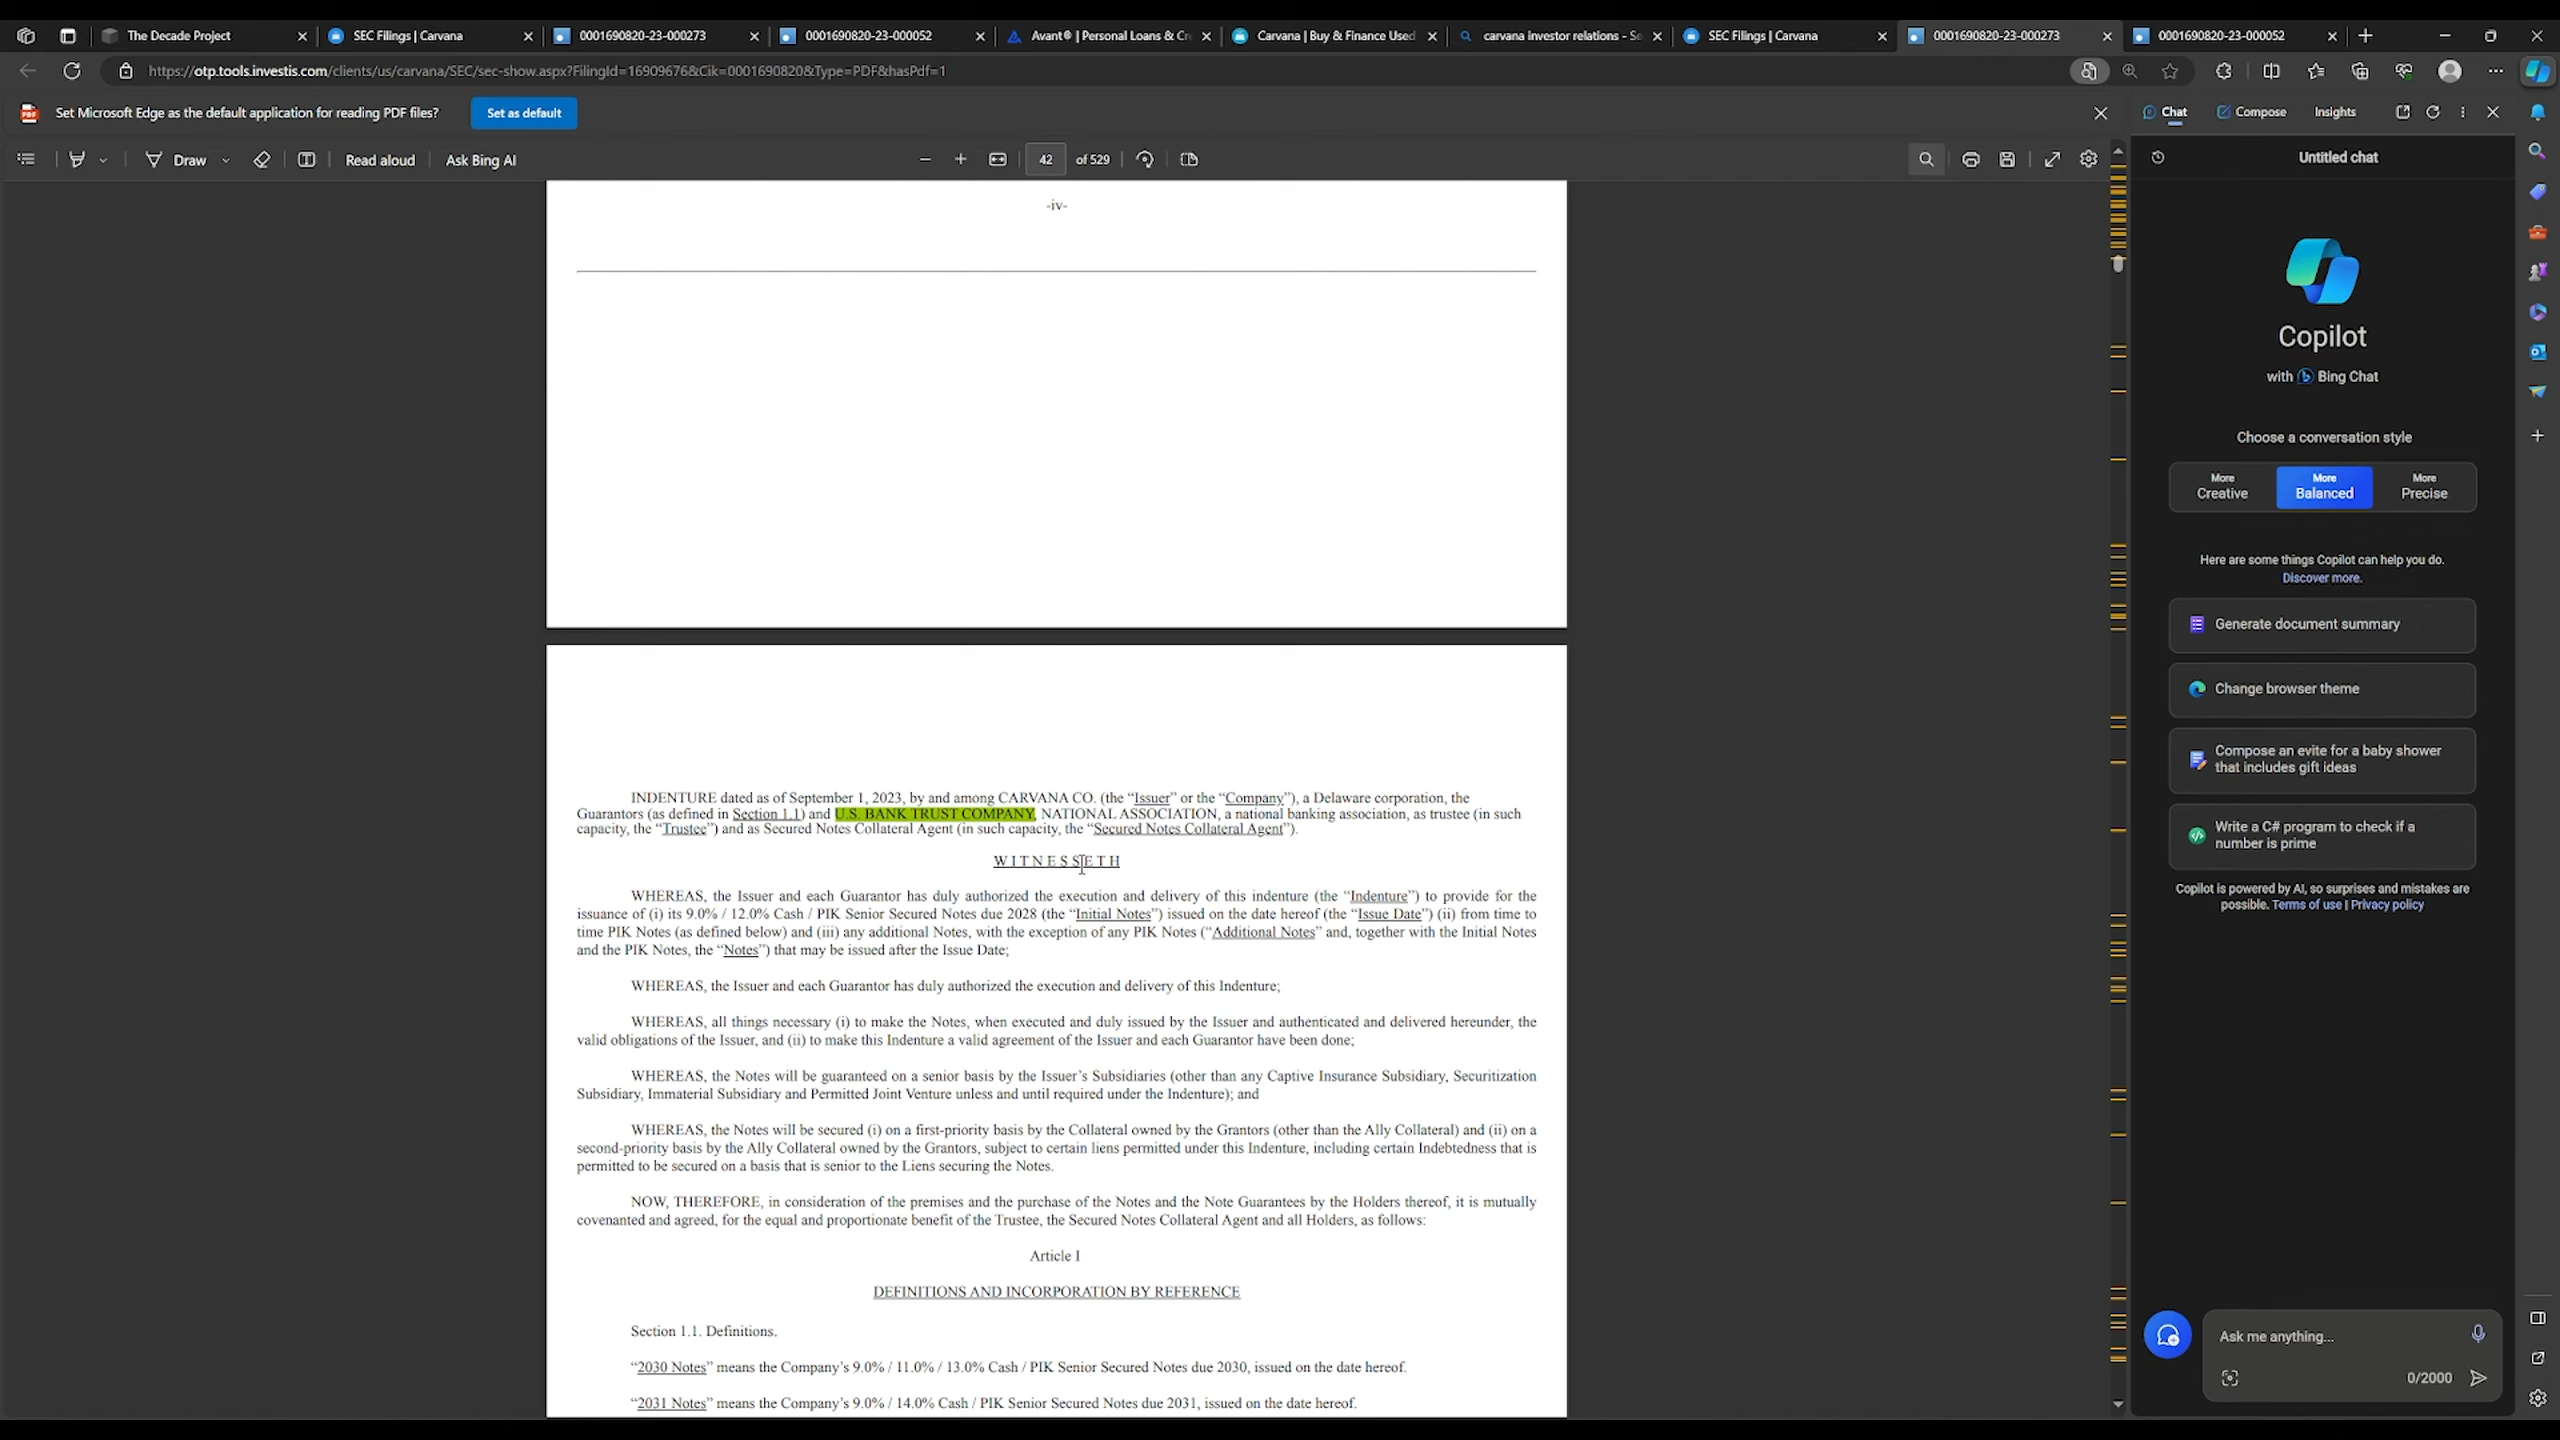 The Decade Project
SEC Filings | Carvana
0001690820-23-000273
0001690820-23-000052
Avant® | Personal Loans & Cr
Carvana | Buy & Finance Used
carvana investor relations - Se
SEC Filings | Carvana
0001690820-23-000273
0001690820-23-000052
https://otp.tools.investis.com/clients/us/carvana/SEC/sec-show.aspx?FilingId=16909676&Cik=0001690820&Type=PDF&hasPdf=1
Set Microsoft Edge as the default application for reading PDF files?
Set as default
Draw
Read aloud
Ask Bing AI
42
of 529
-iv-
INDENTURE dated as of September 1, 2023, by and among CARVANA CO. (the “Issuer” or the “Company”), a Delaware corporation, the
Guarantors (as defined in Section 1.1) and U.S. BANK TRUST COMPANY, NATIONAL ASSOCIATION, a national banking association, as trustee (in such
capacity, the “Trustee”) and as Secured Notes Collateral Agent (in such capacity, the “Secured Notes Collateral Agent”).
W I T N E S S E T H
WHEREAS, the Issuer and each Guarantor has duly authorized the execution and delivery of this indenture (the “Indenture”) to provide for the
issuance of (i) its 9.0% / 12.0% Cash / PIK Senior Secured Notes due 2028 (the “Initial Notes”) issued on the date hereof (the “Issue Date”) (ii) from time to
time PIK Notes (as defined below) and (iii) any additional Notes, with the exception of any PIK Notes (“Additional Notes” and, together with the Initial Notes
and the PIK Notes, the “Notes”) that may be issued after the Issue Date;
WHEREAS, the Issuer and each Guarantor has duly authorized the execution and delivery of this Indenture;
WHEREAS, all things necessary (i) to make the Notes, when executed and duly issued by the Issuer and authenticated and delivered hereunder, the
valid obligations of the Issuer, and (ii) to make this Indenture a valid agreement of the Issuer and each Guarantor have been done;
WHEREAS, the Notes will be guaranteed on a senior basis by the Issuer’s Subsidiaries (other than any Captive Insurance Subsidiary, Securitization
Subsidiary, Immaterial Subsidiary and Permitted Joint Venture unless and until required under the Indenture); and
WHEREAS, the Notes will be secured (i) on a first-priority basis by the Collateral owned by the Grantors (other than the Ally Collateral) and (ii) on a
second-priority basis by the Ally Collateral owned by the Grantors, subject to certain liens permitted under this Indenture, including certain Indebtedness that is
permitted to be secured on a basis that is senior to the Liens securing the Notes.
NOW, THEREFORE, in consideration of the premises and the purchase of the Notes and the Note Guarantees by the Holders thereof, it is mutually
covenanted and agreed, for the equal and proportionate benefit of the Trustee, the Secured Notes Collateral Agent and all Holders, as follows:
Article I
DEFINITIONS AND INCORPORATION BY REFERENCE
Section 1.1. Definitions.
“2030 Notes” means the Company’s 9.0% / 11.0% / 13.0% Cash / PIK Senior Secured Notes due 2030, issued on the date hereof.
“2031 Notes” means the Company’s 9.0% / 14.0% Cash / PIK Senior Secured Notes due 2031, issued on the date hereof.
Chat
Compose
Insights
Untitled chat
Copilot
with Bing Chat
Choose a conversation style
More Creative
More Balanced
More Precise
Here are some things Copilot can help you do.
Discover more.
Generate document summary
Change browser theme
Compose an evite for a baby shower
that includes gift ideas
Write a C# program to check if a
number is prime
Copilot is powered by AI, so surprises and mistakes are
possible. Terms of use | Privacy policy
Ask me anything...
0/2000